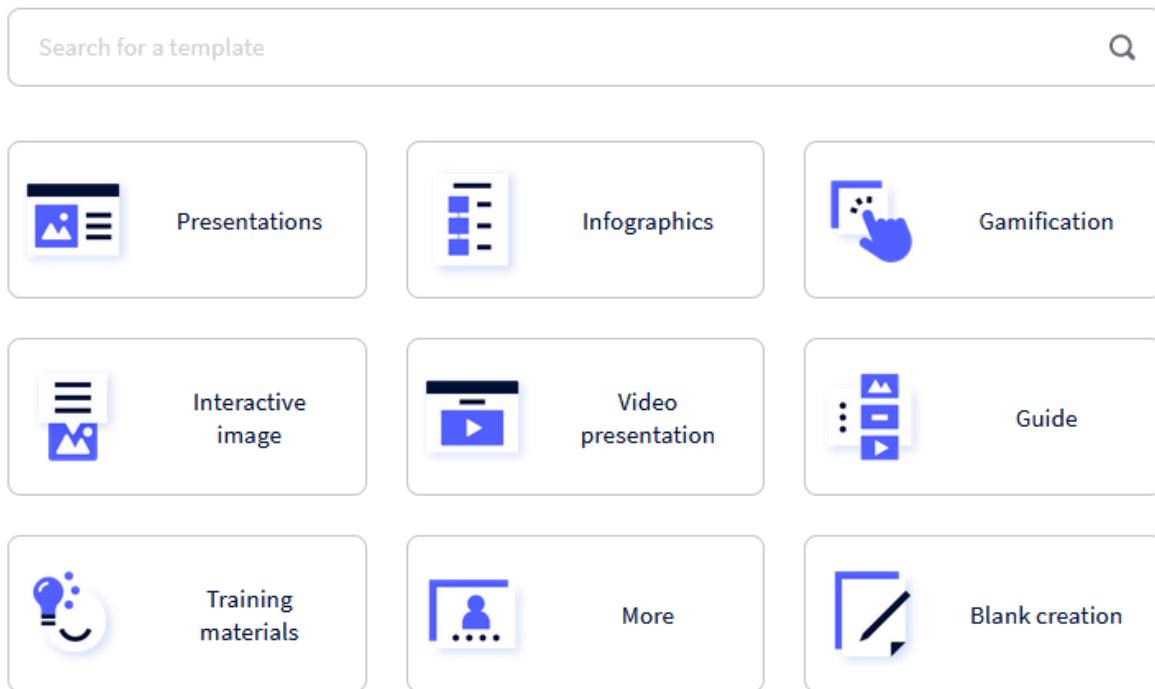 Search for a template
Presentations
Infographics
Gamification
Interactive
image
Video
presentation
Guide
Training
materials
More
Blank creation